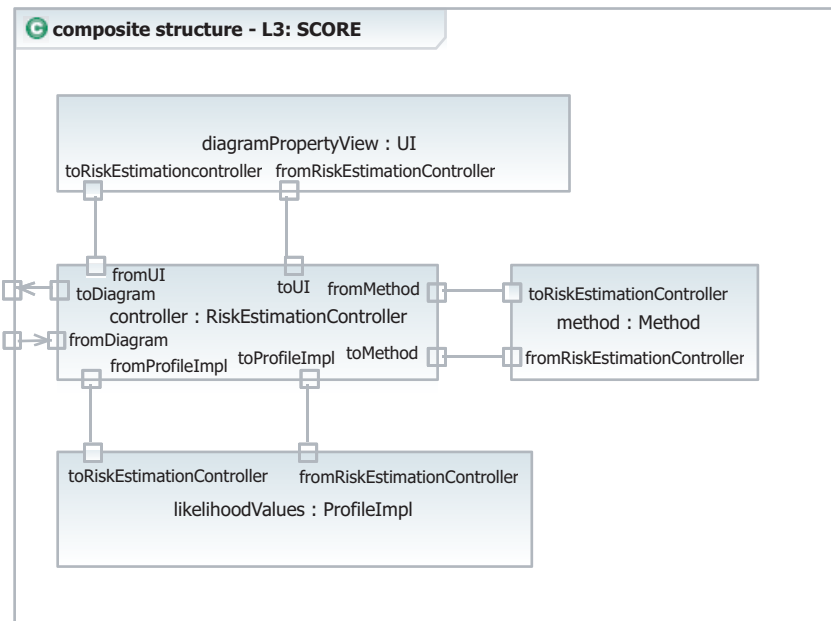 C composite structure - L3: SCORE
diagramPropertyView : UI
toRiskEstimationcontroller fromRiskEstimationController
fromUI
toDiagram toUI fromMethod
controller : RiskEstimationController
fromDiagram
fromProfileImpl toProfileImpl toMethod
toRiskEstimationController
method : Method
fromRiskEstimationController
toRiskEstimationController fromRiskEstimationController
likelihoodValues : ProfileImpl